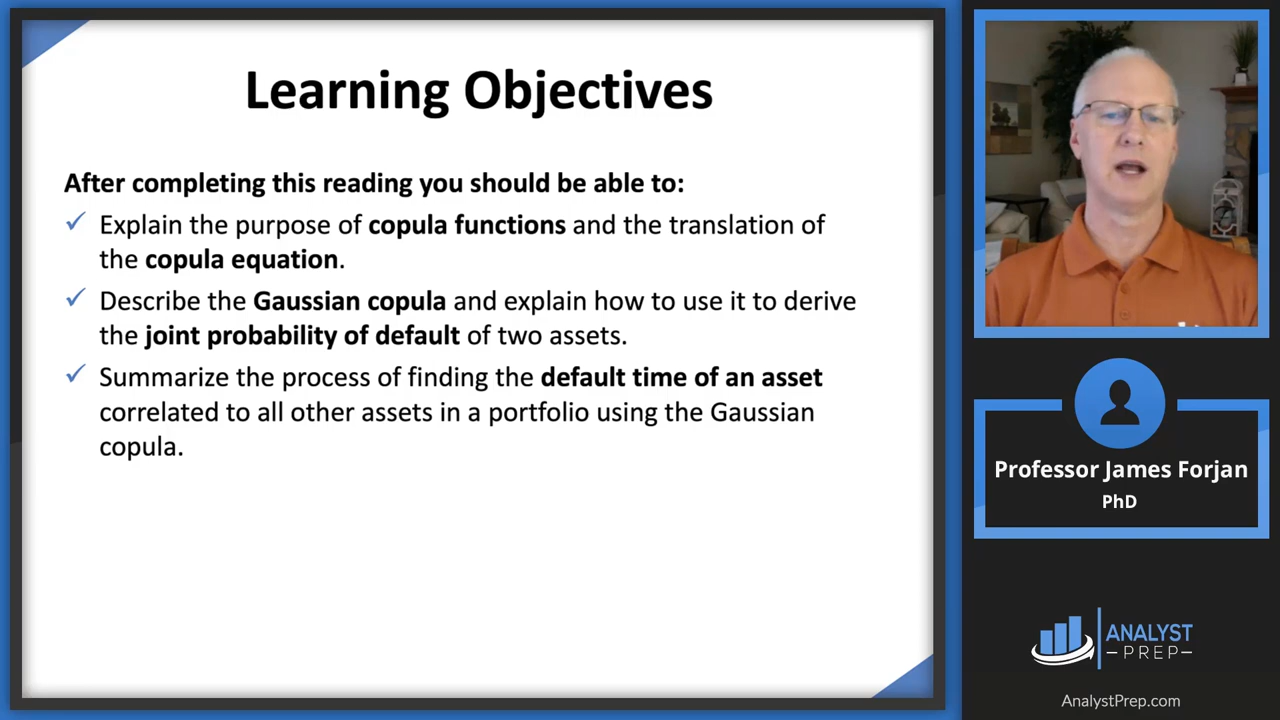 Learning Objectives
After completing this reading you should be able to:
Explain the purpose of copula functions and the translation of
the copula equation.
Describe the Gaussian copula and explain how to use it to derive
the joint probability of default of two assets.
Summarize the process of finding the default time of an asset
correlated to all other assets in a portfolio using the Gaussian
copula.
Professor James Forjan
PhD
ANALYST
PREP
AnalystPrep.com